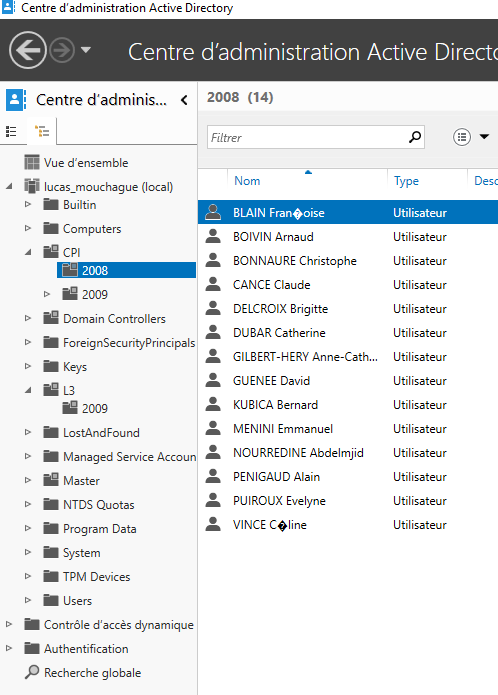 Centre d'administration Active Directory
Centre d'administration Active Directo
Centre d'adminis...
2008 (14)
Filtrer
Nom
Type
Desc
Vue d'ensemble
lucas_mouchague (local)
Builtin
Computers
CPI
2008
2009
Domain Controllers
ForeignSecurityPrincipals
Keys
L3
2009
LostAndFound
Managed Service Accoun
Master
NTDS Quotas
Program Data
System
TPM Devices
Users
Contrôle d'accès dynamique
Authentification
Recherche globale
BLAIN Fran�oise Utilisateur
BOIVIN Arnaud Utilisateur
BONNAURE Christophe Utilisateur
CANCE Claude Utilisateur
DELCROIX Brigitte Utilisateur
DUBAR Catherine Utilisateur
GILBERT-HERY Anne-Cath... Utilisateur
GUENEE David Utilisateur
KUBICA Bernard Utilisateur
MENINI Emmanuel Utilisateur
NOURREDINE Abdelmjid Utilisateur
PENIGAUD Alain Utilisateur
PUIROUX Evelyne Utilisateur
VINCE C�line Utilisateur